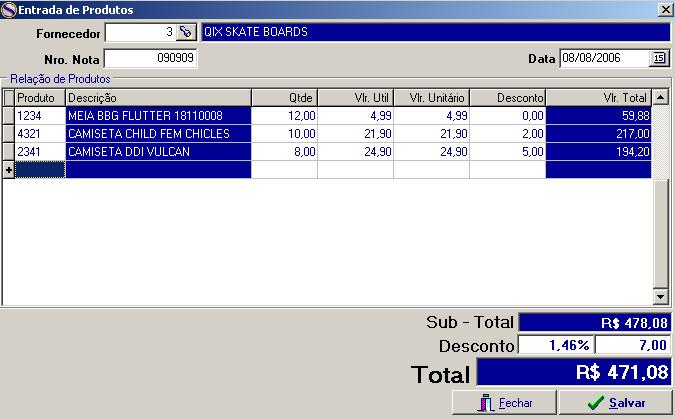 Entrada de Produtos
Fornecedor 3 QIX SKATE BOARDS
Nro. Nota 090909 Data 08/08/2006 15
Relação de Produtos
Produto Descrição Qtde Vlr. Util Vlr. Unitário Desconto Vlr. Total
1234 MEIA BBG FLUTTER 18110008 12,00 4,99 4,99 0,00 59,88
4321 CAMISETA CHILD FEM CHICLES 10,00 21,90 21,90 2,00 217,00
2341 CAMISETA DDI VULCAN 8,00 24,90 24,90 5,00 194,20
Sub - Total R$ 478,08
Desconto 1,46% 7,00
Total R$ 471,08
Fechar Salvar